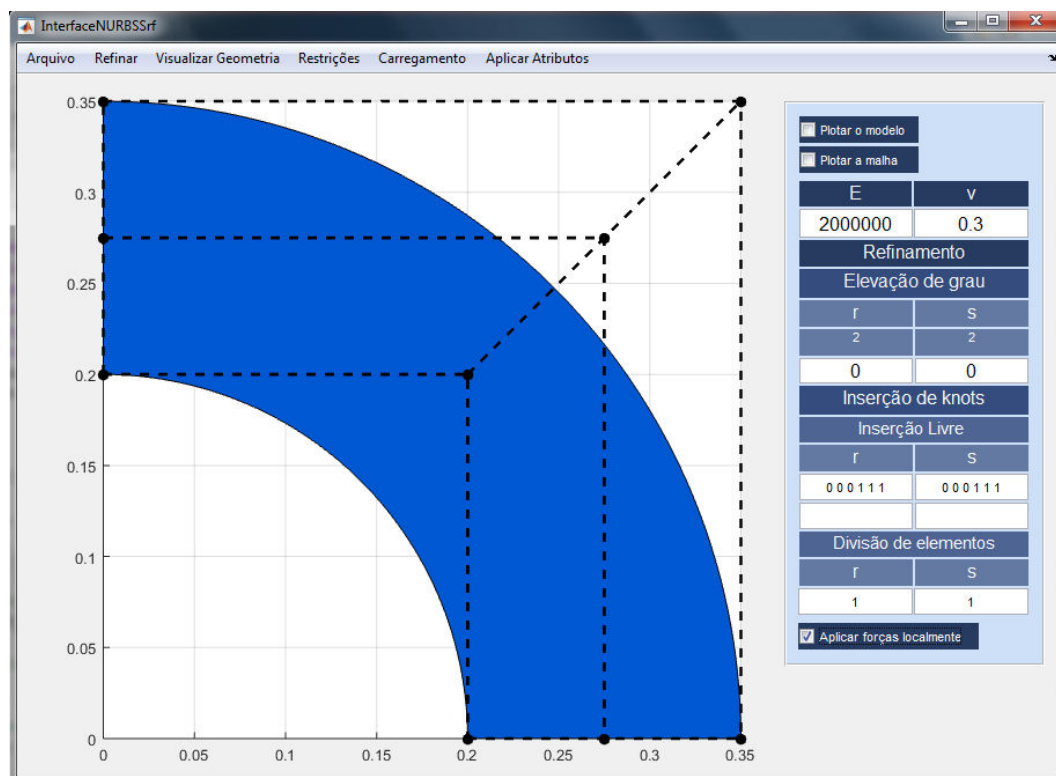 InterfaceNURBSSrf
Arquivo Refinar Visualizar Geometria Restrições Carregamento Aplicar Atributos
0.35
0.3
0.25
0.2
0.15
0.1
0.05
0
0 0.05 0.1 0.15 0.2 0.25 0.3 0.35
Plotar o modelo
Plotar a malha
E v
2000000 0.3
Refinamento
Elevação de grau
r s
2 2
0 0
Inserção de knots
Inserção Livre
r s
0 0 0 1 1 1 0 0 0 1 1 1
Divisão de elementos
r s
1 1
Aplicar forças localmente